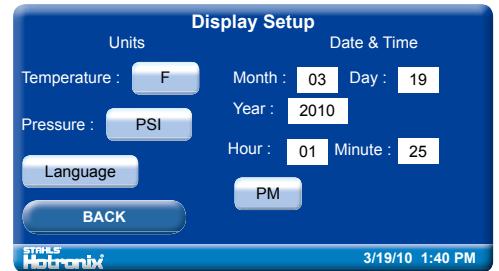 Display Setup
Units
Date & Time
Temperature : F
Month : 03 Day : 19
Year : 2010
Pressure : PSI
Hour : 01 Minute : 25
Language
PM
BACK
STAHLS'
Hotronix
3/19/10 1:40 PM